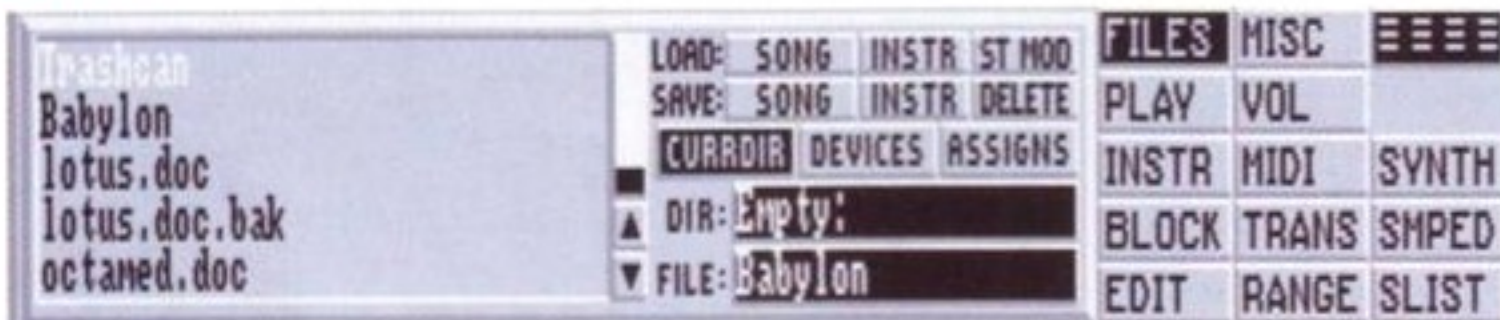 Trashcan
Babylon
lotus.doc
lotus.doc.bak
octamed.doc
LOAD: SONG INSTR ST MOD
SAVE: SONG INSTR DELETE
CURRDIR DEVICES ASSIGNS
DIR: Empty:
FILE: Babylon
FILES MISC
PLAY VOL
INSTR MIDI SYNTH
BLOCK TRANS SMPED
EDIT RANGE SLIST